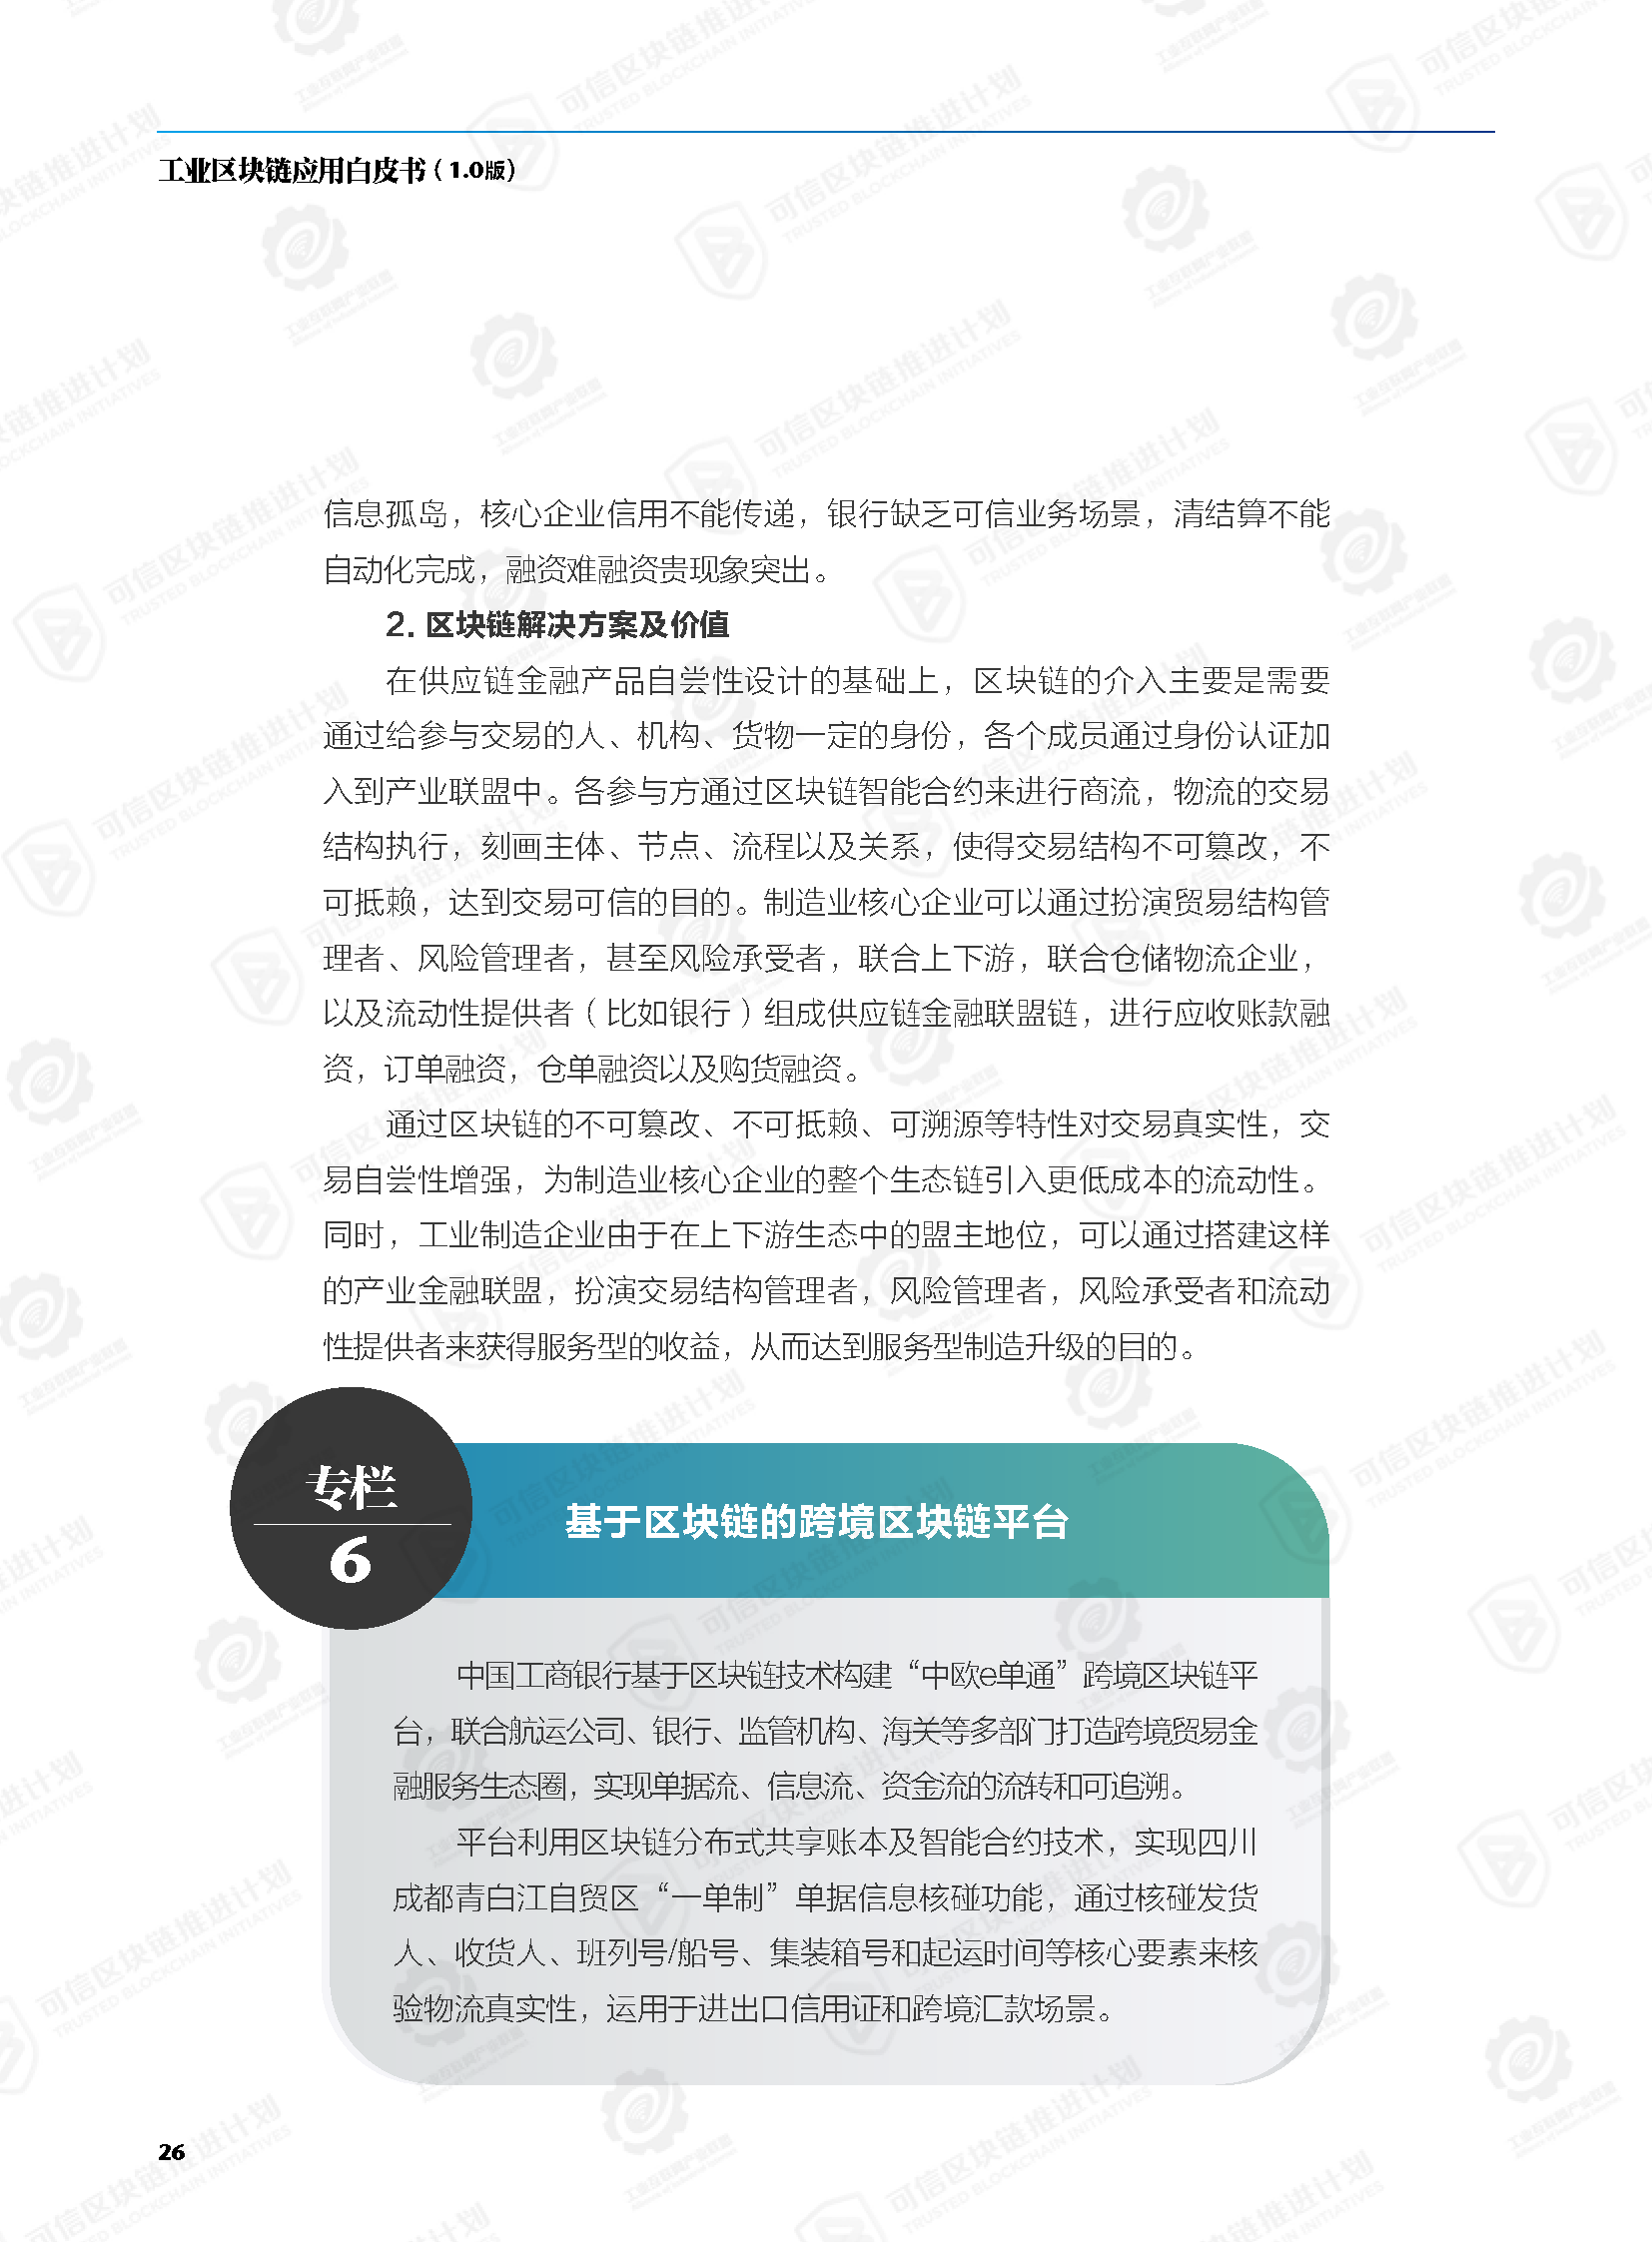 工业区块链应用白皮书（1.0版）
信息孤岛，核心企业信用不能传递，银行缺乏可信业务场景，清结算不能
自动化完成，融资难融资贵现象突出。
2. 区块链解决方案及价值
在供应链金融产品自尝性设计的基础上，区块链的介入主要是需要
通过给参与交易的人、机构、货物一定的身份，各个成员通过身份认证加
入到产业联盟中。各参与方通过区块链智能合约来进行商流，物流的交易
结构执行，刻画主体、节点、流程以及关系，使得交易结构不可篡改，不
可抵赖，达到交易可信的目的。制造业核心企业可以通过扮演贸易结构管
理者、风险管理者，甚至风险承受者，联合上下游，联合仓储物流企业，
以及流动性提供者（比如银行）组成供应链金融联盟链，进行应收账款融
资，订单融资，仓单融资以及购货融资。
通过区块链的不可篡改、不可抵赖、可溯源等特性对交易真实性，交
易自尝性增强，为制造业核心企业的整个生态链引入更低成本的流动性。
同时，工业制造企业由于在上下游生态中的盟主地位，可以通过搭建这样
的产业金融联盟，扮演交易结构管理者，风险管理者，风险承受者和流动
性提供者来获得服务型的收益，从而达到服务型制造升级的目的。
专栏
6
基于区块链的跨境区块链平台
中国工商银行基于区块链技术构建“中欧e单通”跨境区块链平
台，联合航运公司、银行、监管机构、海关等多部门打造跨境贸易金
融服务生态圈，实现单据流、信息流、资金流的流转和可追溯。
平台利用区块链分布式共享账本及智能合约技术，实现四川
成都青白江自贸区“一单制”单据信息核碰功能，通过核碰发货
人、收货人、班列号/船号、集装箱号和起运时间等核心要素来核
验物流真实性，运用于进出口信用证和跨境汇款场景。
26